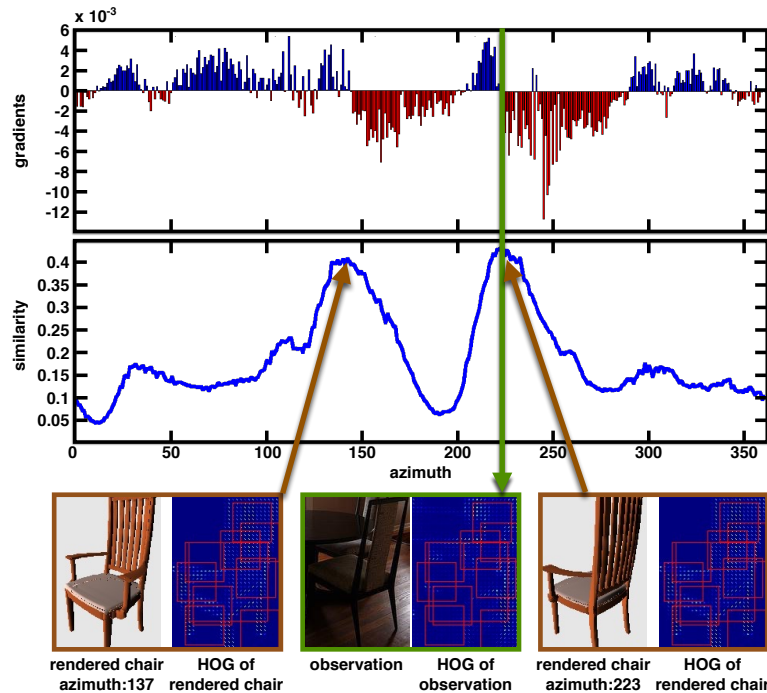 x 10⁻³
6
4
2
0
-2
-4
-6
-8
-10
-12
gradients
0.4
0.35
0.3
0.25
0.2
0.15
0.1
0.05
similarity
0 50 100 150 200 250 300 350
azimuth
rendered chair
azimuth:137
HOG of
rendered chair
observation
HOG of
observation
rendered chair
azimuth:223
HOG of
rendered chair